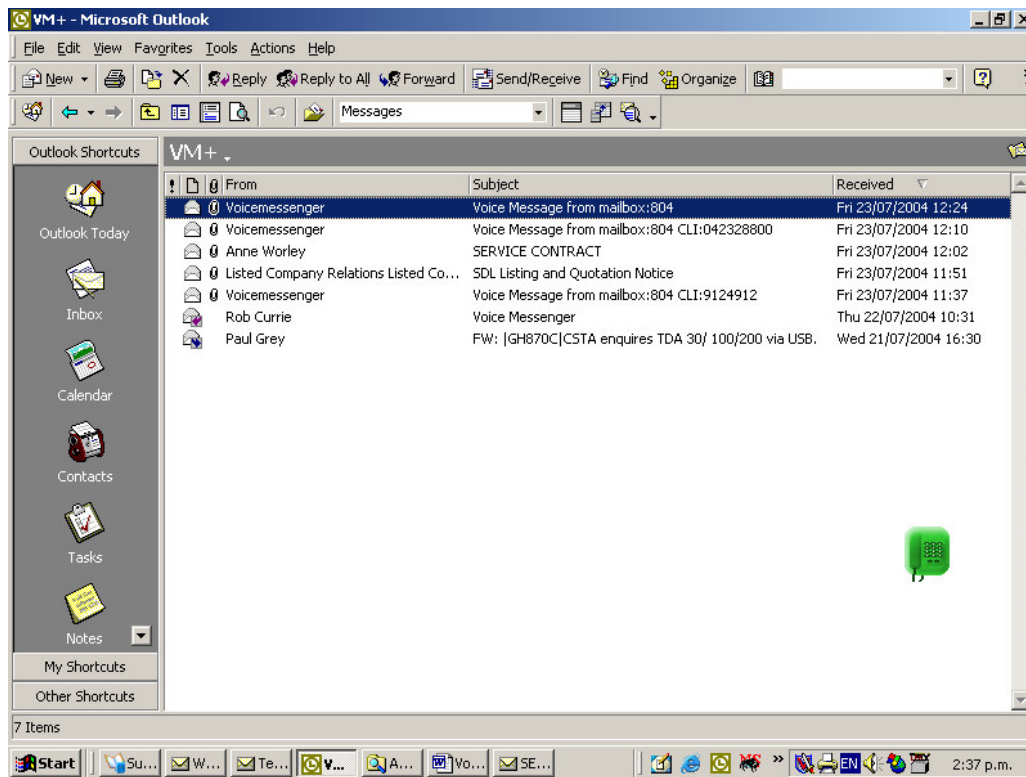 VM+ - Microsoft Outlook
File Edit View Favorites Tools Actions Help
New Reply Reply to All Forward Send/Receive Find Organize
Messages
Outlook Shortcuts VM+
From Subject Received
Voicemessenger Voice Message from mailbox:804 Fri 23/07/2004 12:24
Voicemessenger Voice Message from mailbox:804 CLI:042328800 Fri 23/07/2004 12:10
Anne Worley SERVICE CONTRACT Fri 23/07/2004 12:02
Listed Company Relations Listed Co... SDL Listing and Quotation Notice Fri 23/07/2004 11:51
Voicemessenger Voice Message from mailbox:804 CLI:9124912 Fri 23/07/2004 11:37
Rob Currie Voice Messenger Thu 22/07/2004 10:31
Paul Grey FW: |GH870C|CSTA enquires TDA 30/ 100/200 via USB. Wed 21/07/2004 16:30
Outlook Today
Inbox
Calendar
Contacts
Tasks
Notes
My Shortcuts
Other Shortcuts
7 Items
Start Su... W... Te... V... A... Vo... SE... » EN 2:37 p.m.